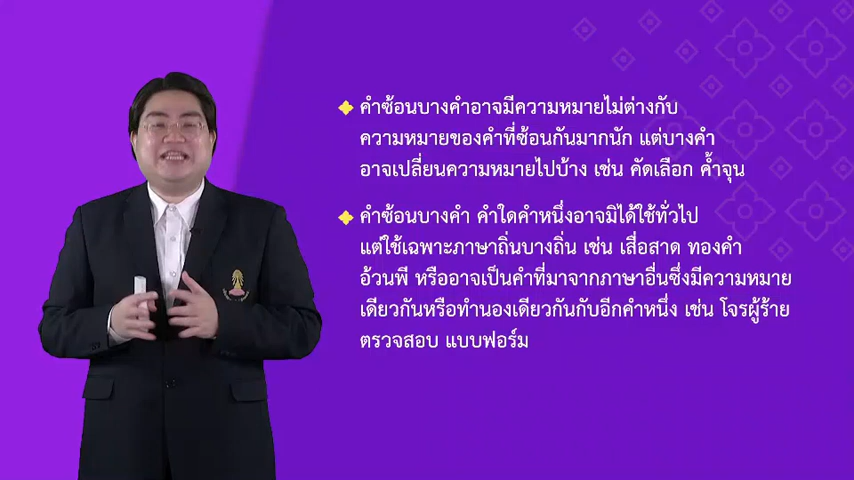 คำซ้อนบางคำอาจมีความหมายไม่ต่างกับ
ความหมายของคำที่ซ้อนกันมากนัก แต่บางคำ
อาจเปลี่ยนความหมายไปบ้าง เช่น คัดเลือก ค้ำจุน
คำซ้อนบางคำ คำใดคำหนึ่งอาจมิได้ใช้ทั่วไป
แต่ใช้เฉพาะภาษาถิ่นบางถิ่น เช่น เสื่อสาด ทองคำ
อ้วนพี หรืออาจเป็นคำที่มาจากภาษาอื่นซึ่งมีความหมาย
เดียวกันหรือทำนองเดียวกันกับอีกคำหนึ่ง เช่น โจรผู้ร้าย
ตรวจสอบ แบบฟอร์ม